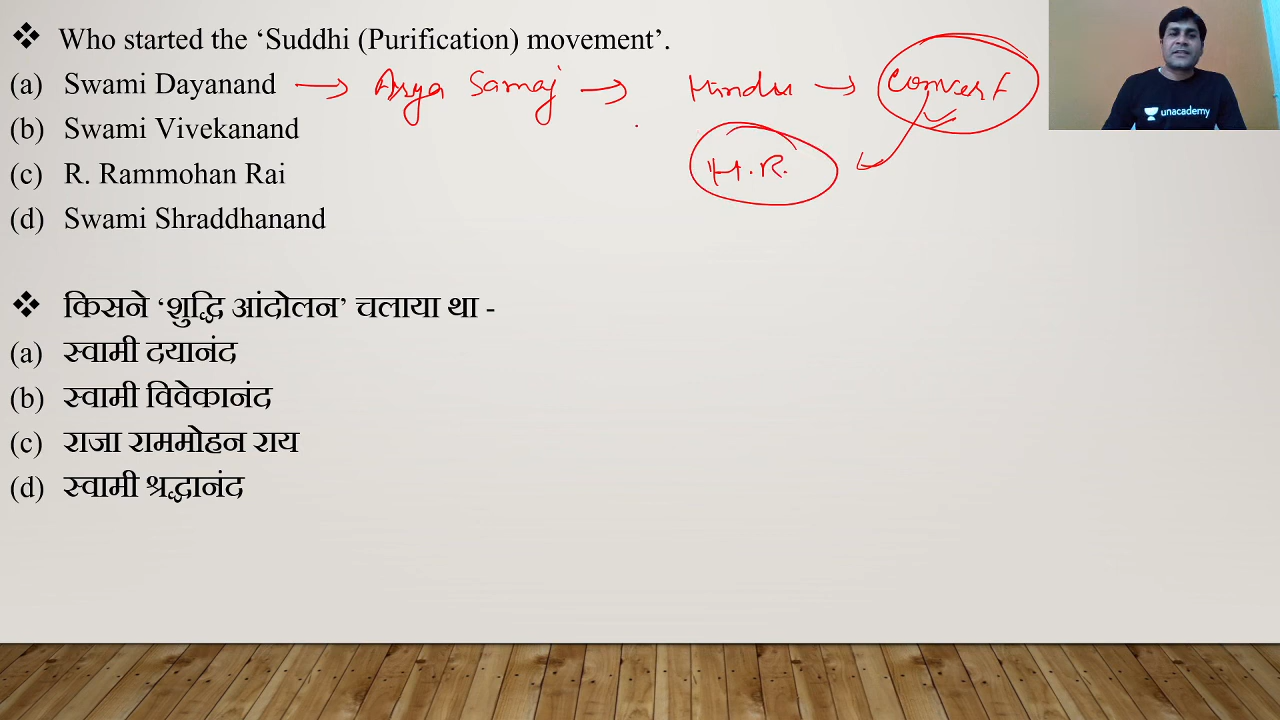 ❖ Who started the ‘Suddhi (Purification) movement’.
(a) Swami Dayanand → Arya Samaj → Hindu → Convert
(b) Swami Vivekanand
H.R.
(c) R. Rammohan Rai
(d) Swami Shraddhanand
❖ किसने ‘शुद्धि आंदोलन’ चलाया था -
(a) स्वामी दयानंद
(b) स्वामी विवेकानंद
(c) राजा राममोहन राय
(d) स्वामी श्रद्धानंद
unacademy